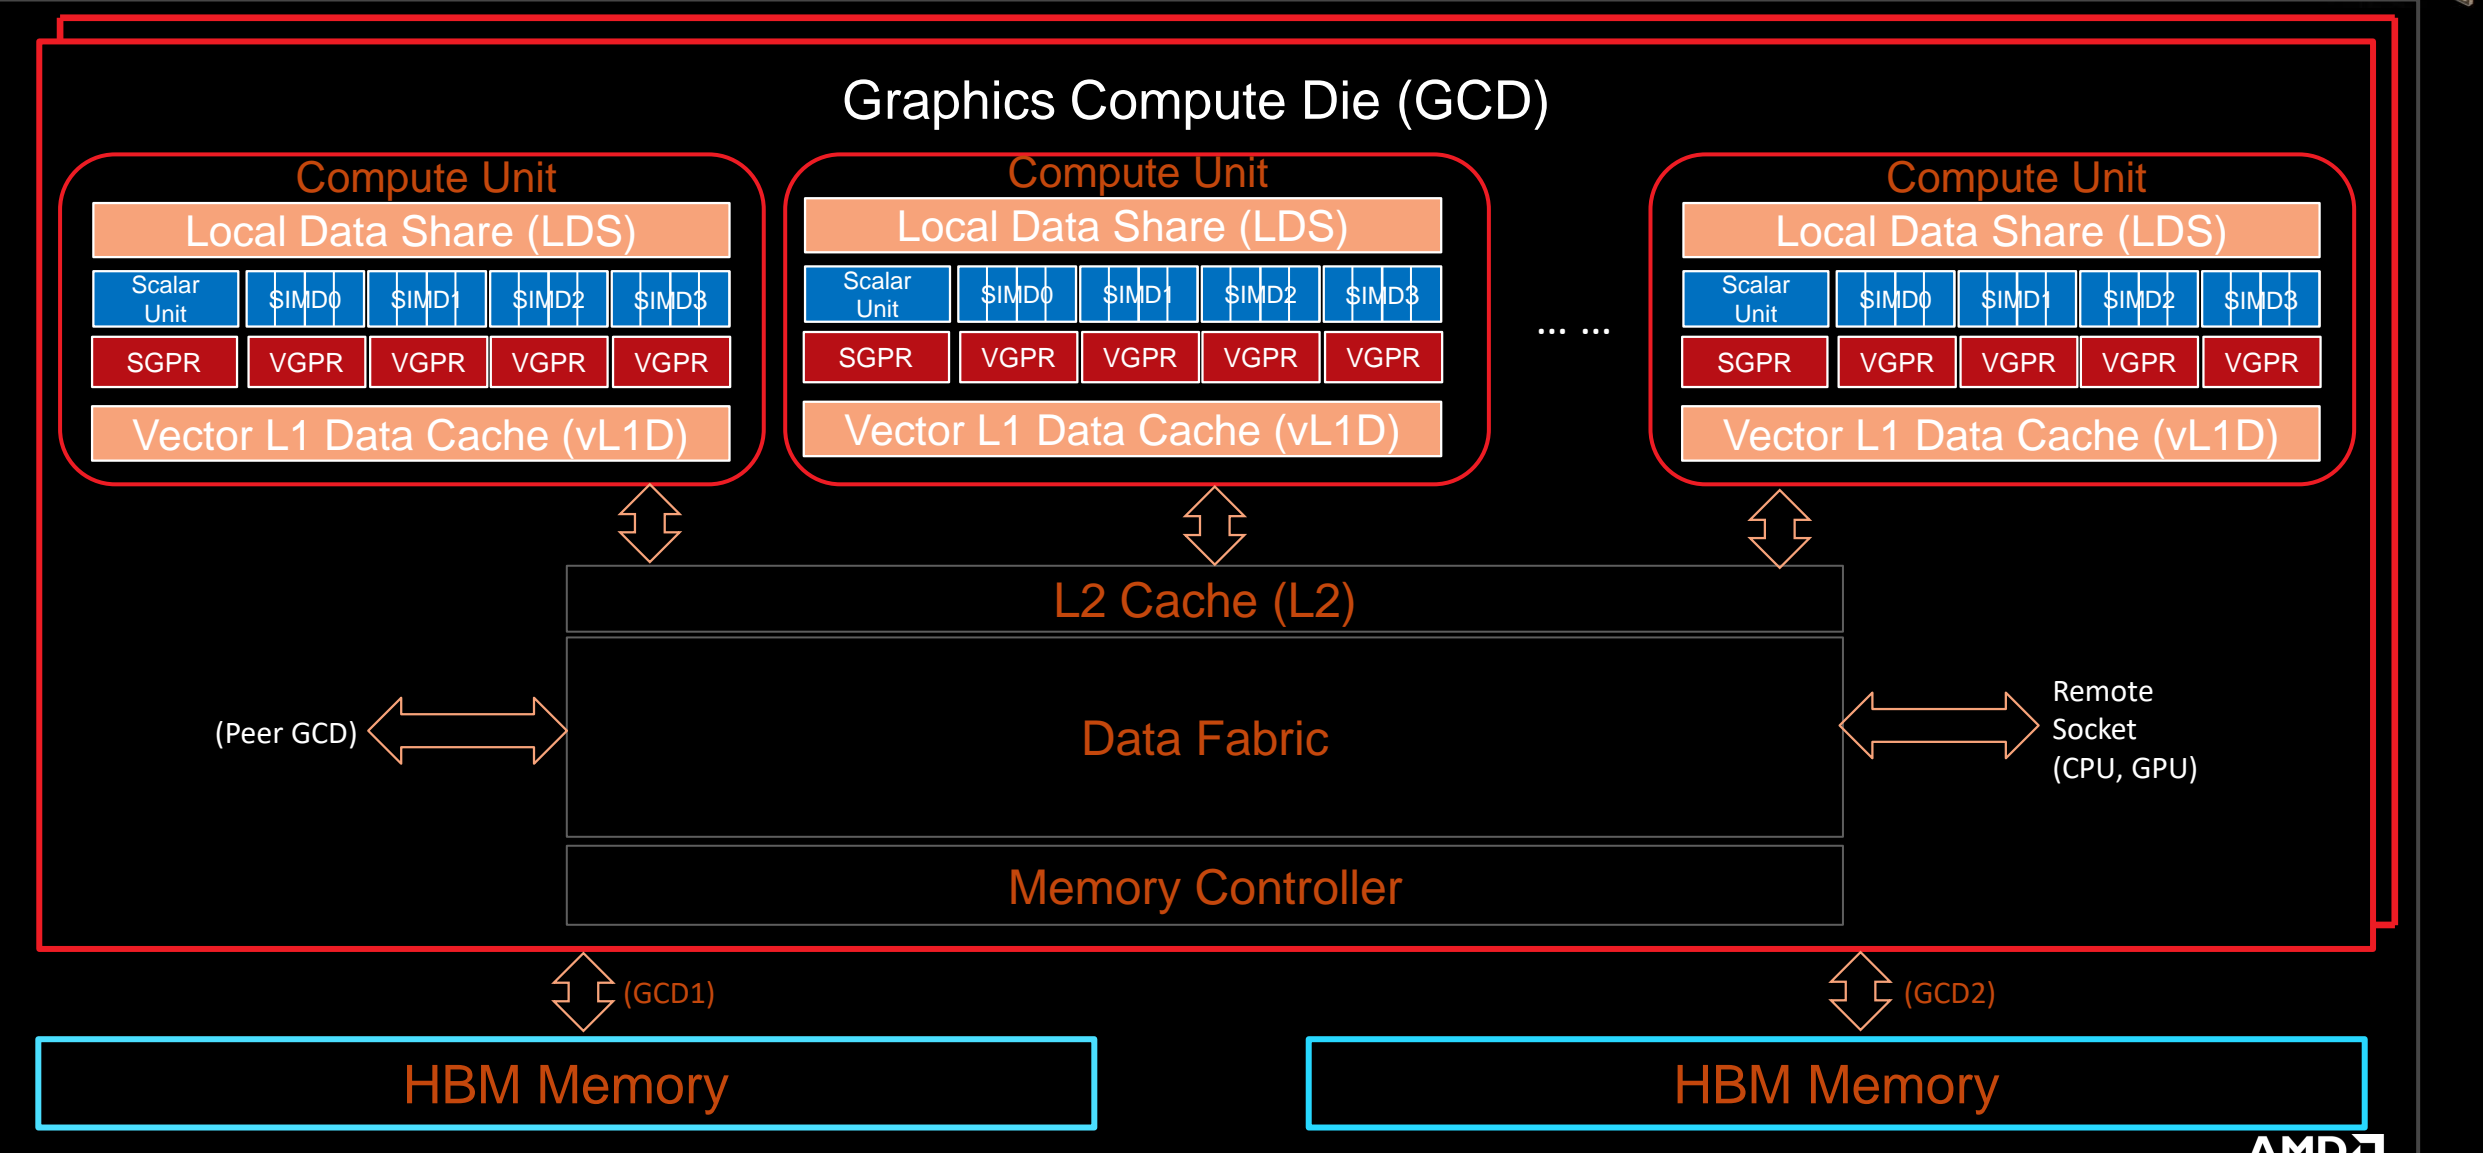 Graphics Compute Die (GCD)
Compute Unit
Local Data Share (LDS)
Scalar
Unit
SIMD0
SIMD1
SIMD2
SIMD3
SGPR
VGPR
VGPR
VGPR
VGPR
Vector L1 Data Cache (vL1D)
Compute Unit
Local Data Share (LDS)
Scalar
Unit
SIMD0
SIMD1
SIMD2
SIMD3
SGPR
VGPR
VGPR
VGPR
VGPR
Vector L1 Data Cache (vL1D)
... ...
Compute Unit
Local Data Share (LDS)
Scalar
Unit
SIMD0
SIMD1
SIMD2
SIMD3
SGPR
VGPR
VGPR
VGPR
VGPR
Vector L1 Data Cache (vL1D)
L2 Cache (L2)
(Peer GCD)
Data Fabric
Remote
Socket
(CPU, GPU)
Memory Controller
(GCD1)
(GCD2)
HBM Memory
HBM Memory
AMD